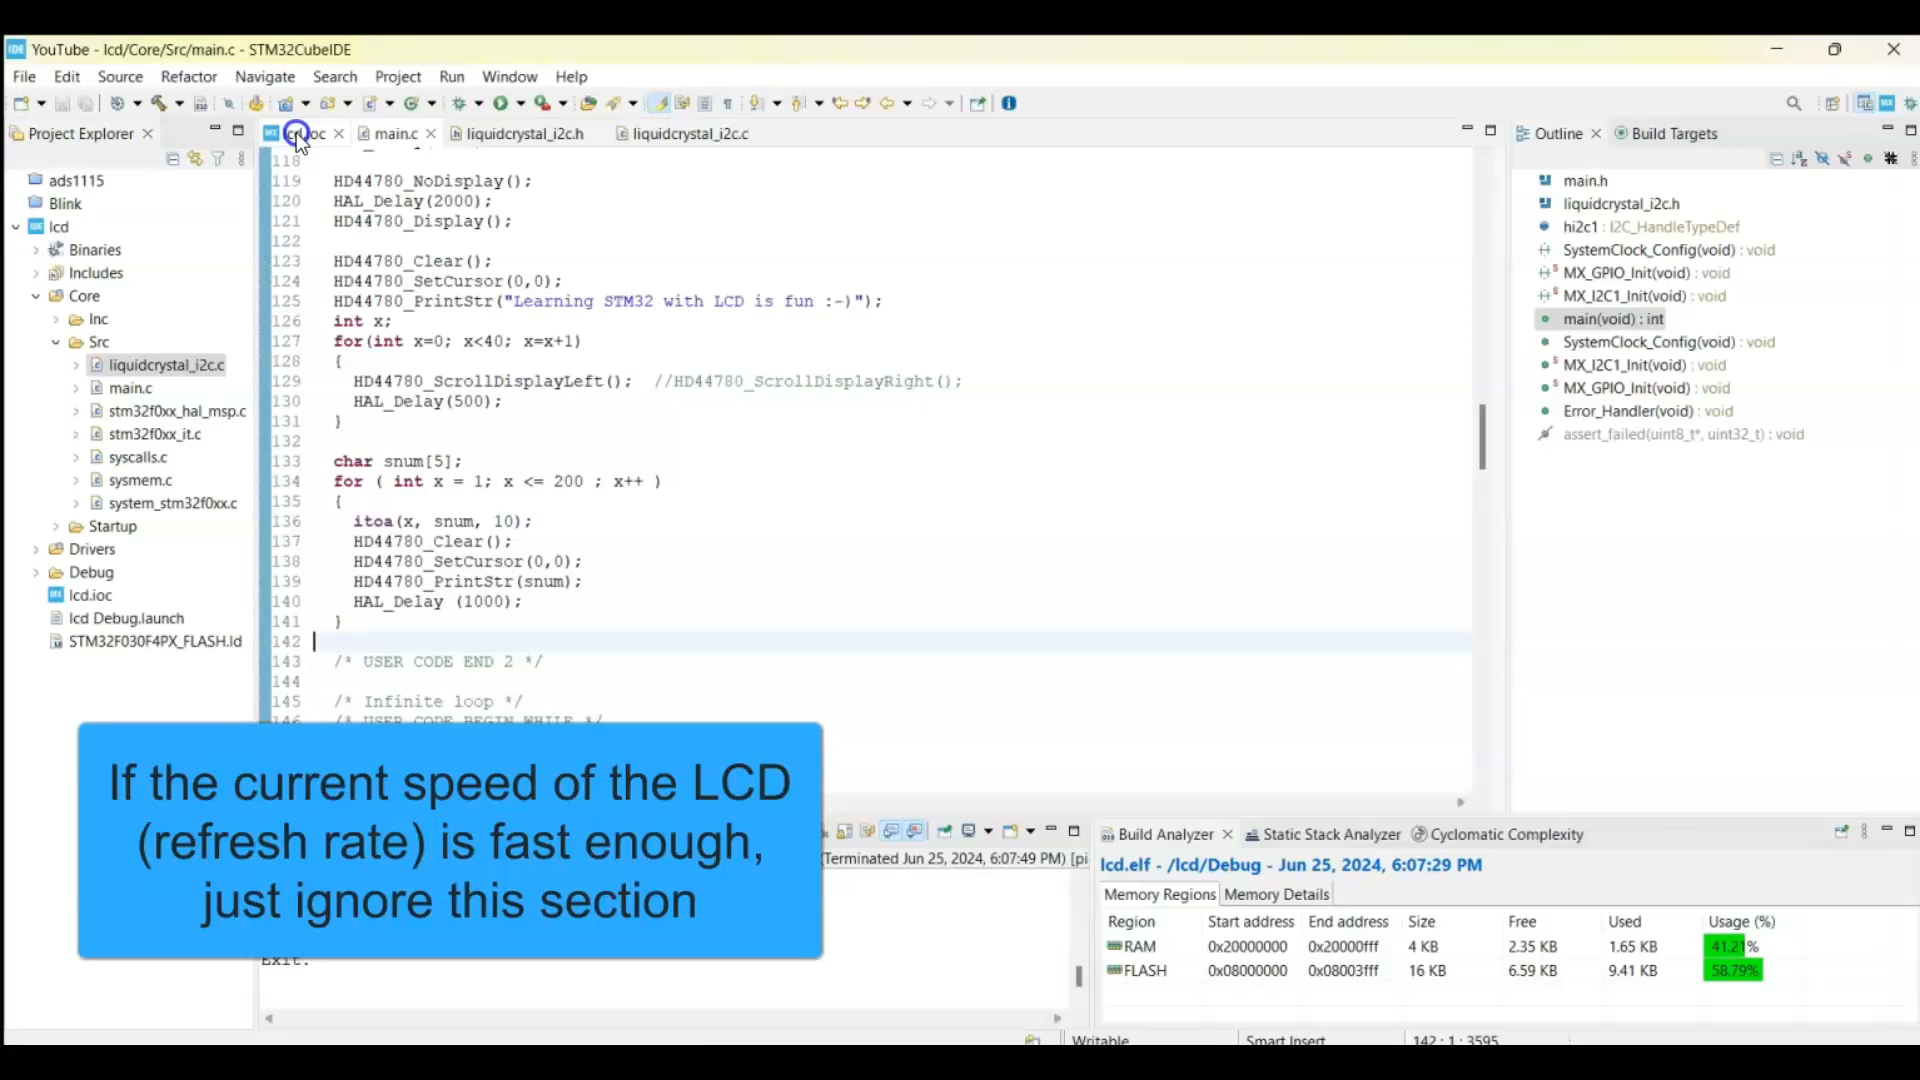 YouTube - lcd/Core/Src/main.c - STM32CubeIDE
File Edit Source Refactor Navigate Search Project Run Window Help
Project Explorer
main.c
liquidcrystal_i2c.h
liquidcrystal_i2c.c
Outline
Build Targets
ads1115
Blink
lcd
Binaries
Includes
Core
Inc
Src
liquidcrystal_i2c.c
main.c
stm32f0xx_hal_msp.c
stm32f0xx_it.c
syscalls.c
sysmem.c
system_stm32f0xx.c
Startup
Drivers
Debug
lcd.ioc
lcd Debug.launch
STM32F030F4PX_FLASH.ld
118
119 HD44780_NoDisplay();
120 HAL_Delay(2000);
121 HD44780_Display();
122
123 HD44780_Clear();
124 HD44780_SetCursor(0,0);
125 HD44780_PrintStr("Learning STM32 with LCD is fun :-)");
126 int x;
127 for(int x=0; x<40; x=x+1)
128 {
129 HD44780_ScrollDisplayLeft(); //HD44780_ScrollDisplayRight();
130 HAL_Delay(500);
131 }
132
133 char snum[5];
134 for ( int x = 1; x <= 200 ; x++ )
135 {
136 itoa(x, snum, 10);
137 HD44780_Clear();
138 HD44780_SetCursor(0,0);
139 HD44780_PrintStr(snum);
140 HAL_Delay (1000);
141 }
142
143 /* USER CODE END 2 */
144
145 /* Infinite loop */
146 /* USER CODE BEGIN WHILE */
main.h
liquidcrystal_i2c.h
hi2c1 : I2C_HandleTypeDef
SystemClock_Config(void) : void
MX_GPIO_Init(void) : void
MX_I2C1_Init(void) : void
main(void) : int
SystemClock_Config(void) : void
MX_I2C1_Init(void) : void
MX_GPIO_Init(void) : void
Error_Handler(void) : void
assert_failed(uint8_t*, uint32_t) : void
If the current speed of the LCD
(refresh rate) is fast enough,
just ignore this section
(Terminated Jun 25, 2024, 6:07:49 PM) [pi
Exit.
Build Analyzer
Static Stack Analyzer
Cyclomatic Complexity
lcd.elf - /lcd/Debug - Jun 25, 2024, 6:07:29 PM
Memory Regions Memory Details
Region Start address End address Size Free Used Usage (%)
RAM 0x20000000 0x20000fff 4 KB 2.35 KB 1.65 KB 41.21%
FLASH 0x08000000 0x08003fff 16 KB 6.59 KB 9.41 KB 58.79%
Writable Smart Insert 142 : 1 : 3595